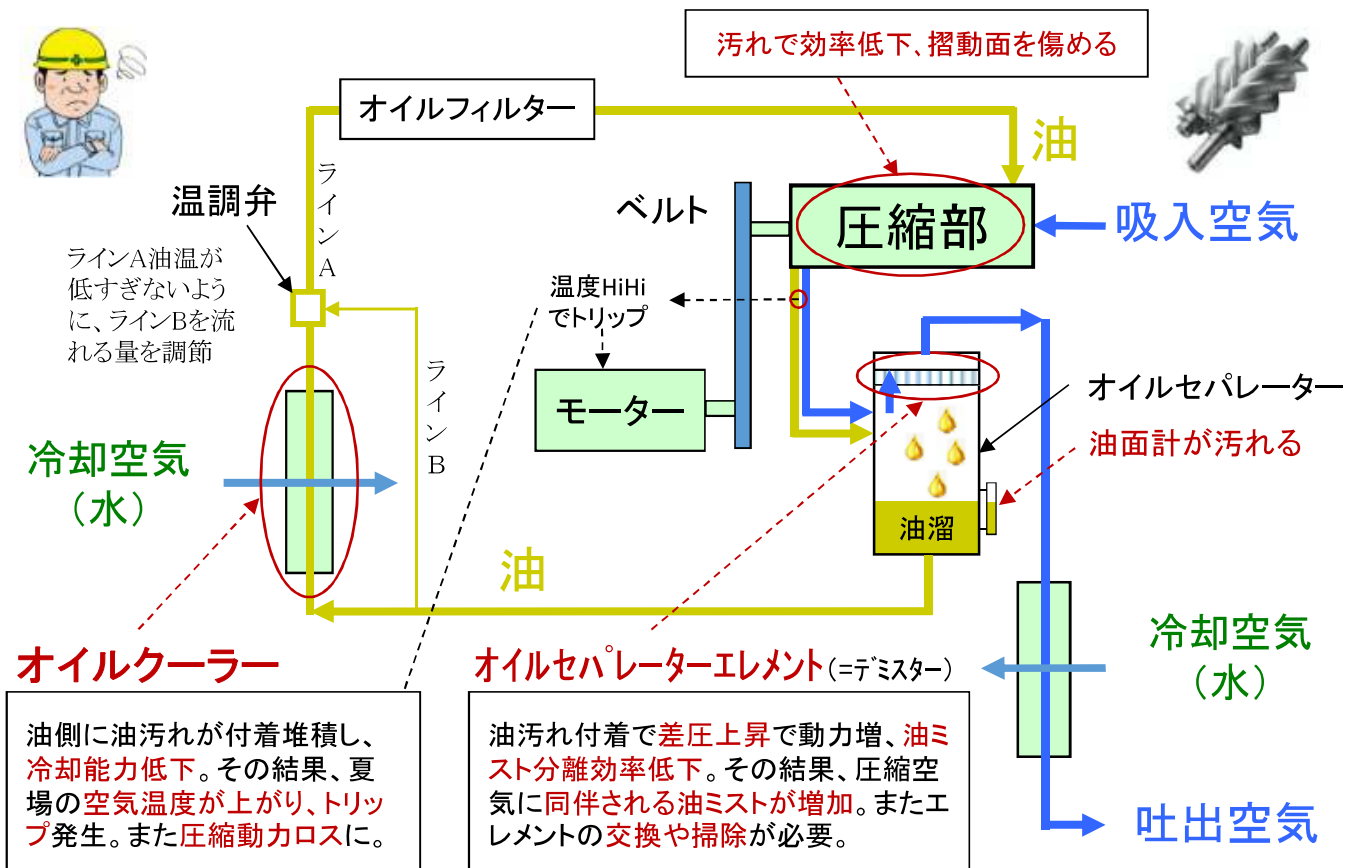 汚れで効率低下、摺動面を傷める
オイルフィルター
油
ラインA
温調弁
ベルト
圧縮部
吸入空気
ラインA油温が
低すぎないよう
に、ラインBを流
れる量を調節
温度HiHi
でトリップ
ラインB
モーター
オイルセパレーター
油面計が汚れる
冷却空気
(水)
油溜
油
冷却空気
(水)
オイルクーラー
油側に油汚れが付着堆積し、
冷却能力低下。その結果、夏
場の空気温度が上がり、トリッ
プ発生。また圧縮動力ロスに。
オイルセパレーターエレメント(=デミスター)
油汚れ付着で差圧上昇で動力増、油ミ
スト分離効率低下。その結果、圧縮空
気に同伴される油ミストが増加。またエ
レメントの交換や掃除が必要。
吐出空気